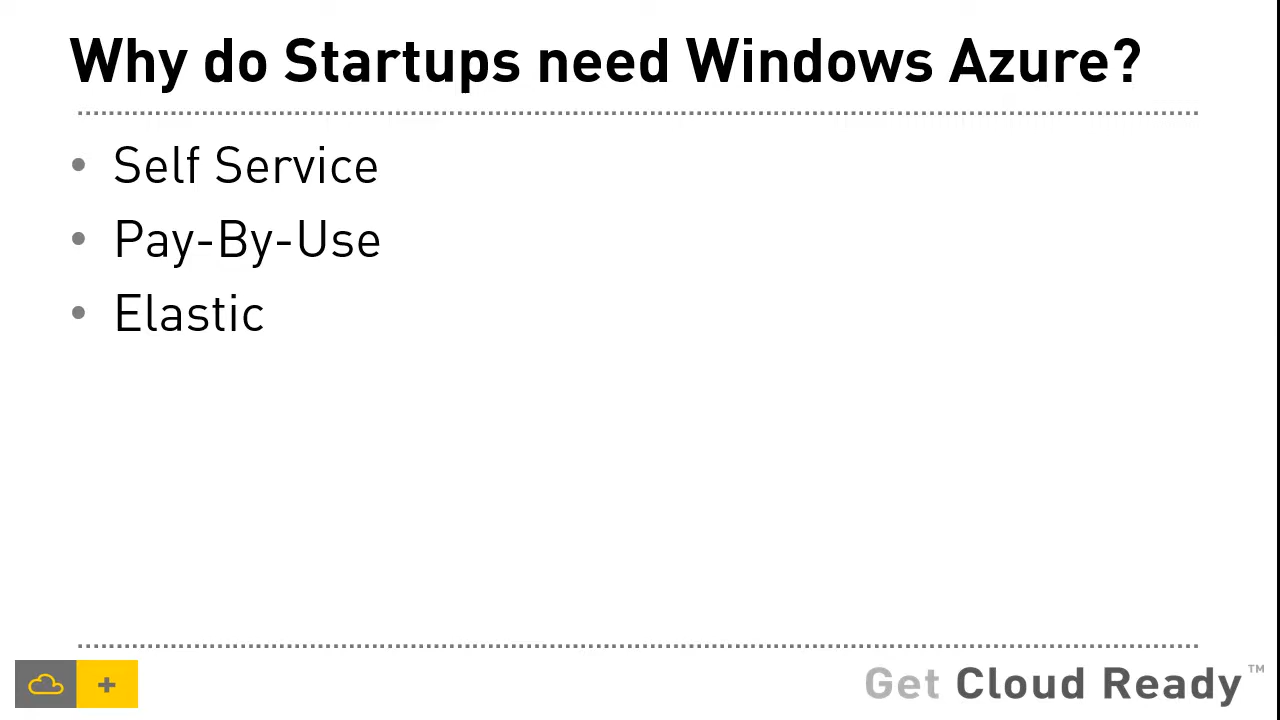 Why do Startups need Windows Azure?
• Self Service
• Pay-By-Use
• Elastic
+
Get Cloud Ready™